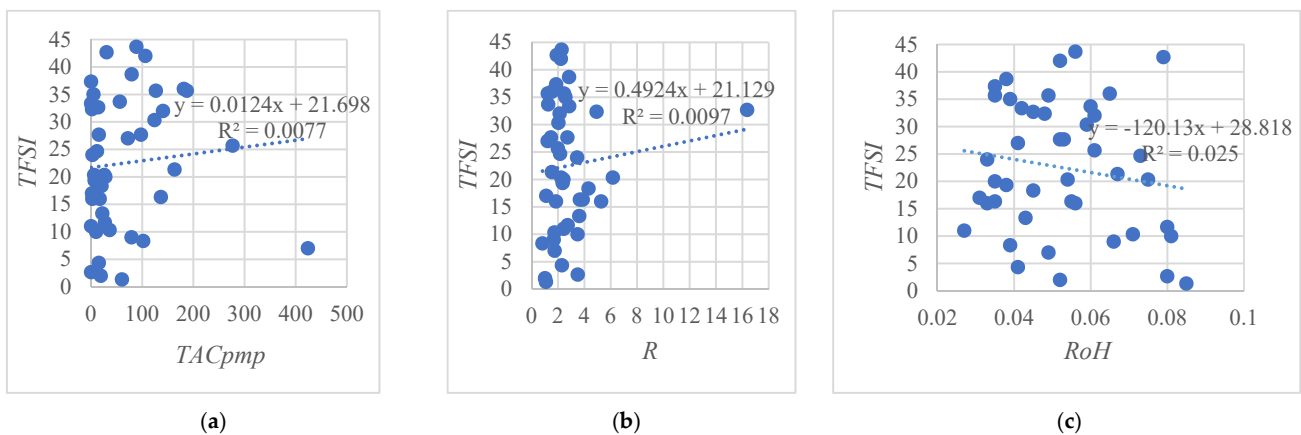 45
40
35
30
25
20
15
10
5
0
TFSI
y = 0.0124x + 21.698
R² = 0.0077
0 100 200 300 400 500
TACpmp
(a)
45
40
35
30
25
20
15
10
5
0
TFSI
y = 0.4924x + 21.129
R² = 0.0097
0 2 4 6 8 10 12 14 16 18
R
(b)
45
40
35
30
25
20
15
10
5
0
TFSI
y = -120.13x + 28.818
R² = 0.025
0.02 0.04 0.06 0.08 0.1
RoH
(c)